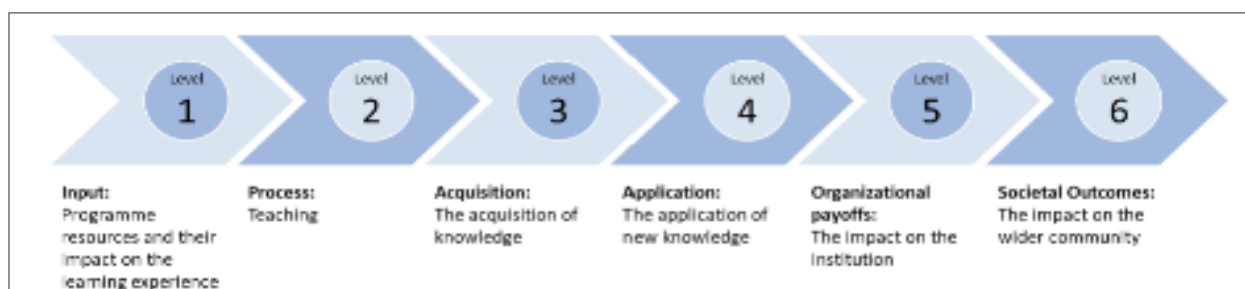 Level
1
Level
2
Level
3
Level
4
Level
5
Level
6
Input:
Programme
resources and their
impact on the
learning experience
Process:
Teaching
Acquisition:
The acquisition of
knowledge
Application:
The application of
new knowledge
Organizational
payoffs:
The impact on the
institution
Societal Outcomes:
The impact on the
wider community